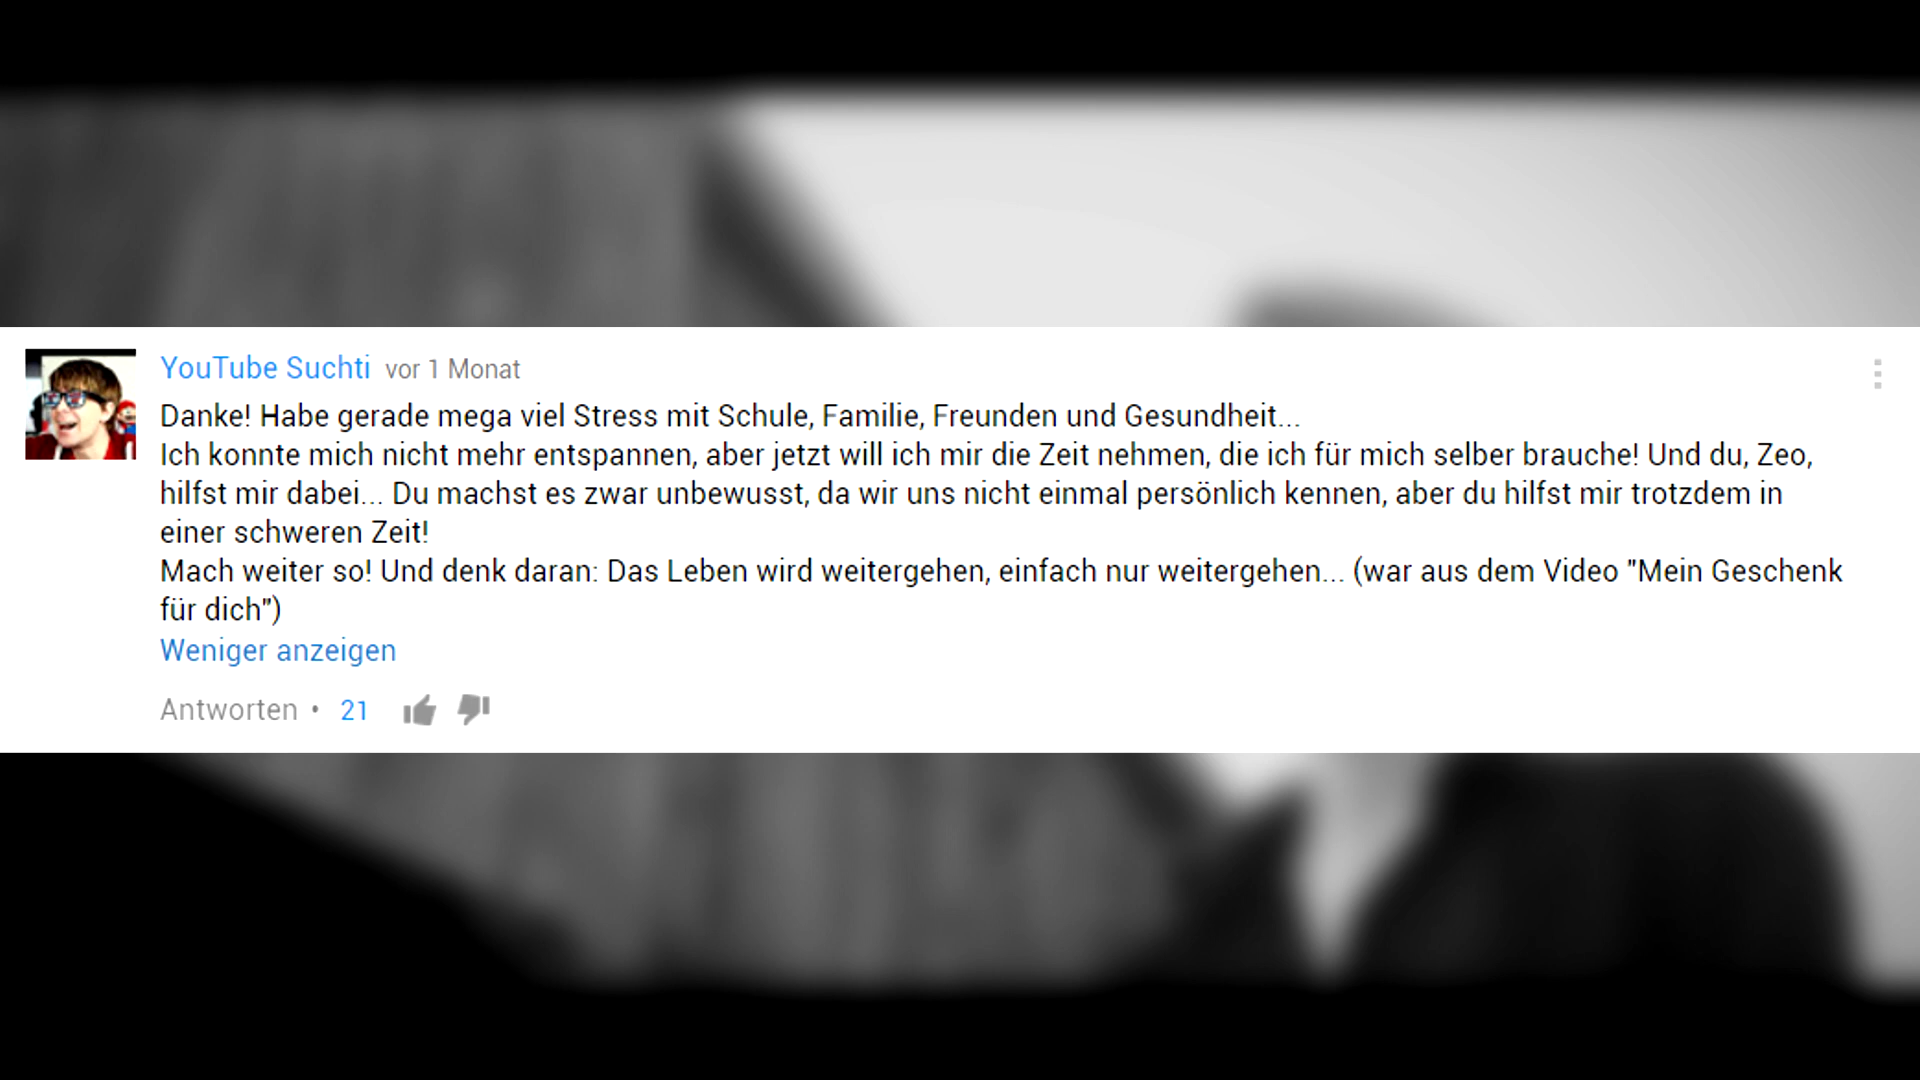 YouTube Suchti vor 1 Monat
Danke! Habe gerade mega viel Stress mit Schule, Familie, Freunden und Gesundheit...
Ich konnte mich nicht mehr entspannen, aber jetzt will ich mir die Zeit nehmen, die ich für mich selber brauche! Und du, Zeo,
hilfst mir dabei... Du machst es zwar unbewusst, da wir uns nicht einmal persönlich kennen, aber du hilfst mir trotzdem in
einer schweren Zeit!
Mach weiter so! Und denk daran: Das Leben wird weitergehen, einfach nur weitergehen... (war aus dem Video "Mein Geschenk
für dich")
Weniger anzeigen
Antworten • 21